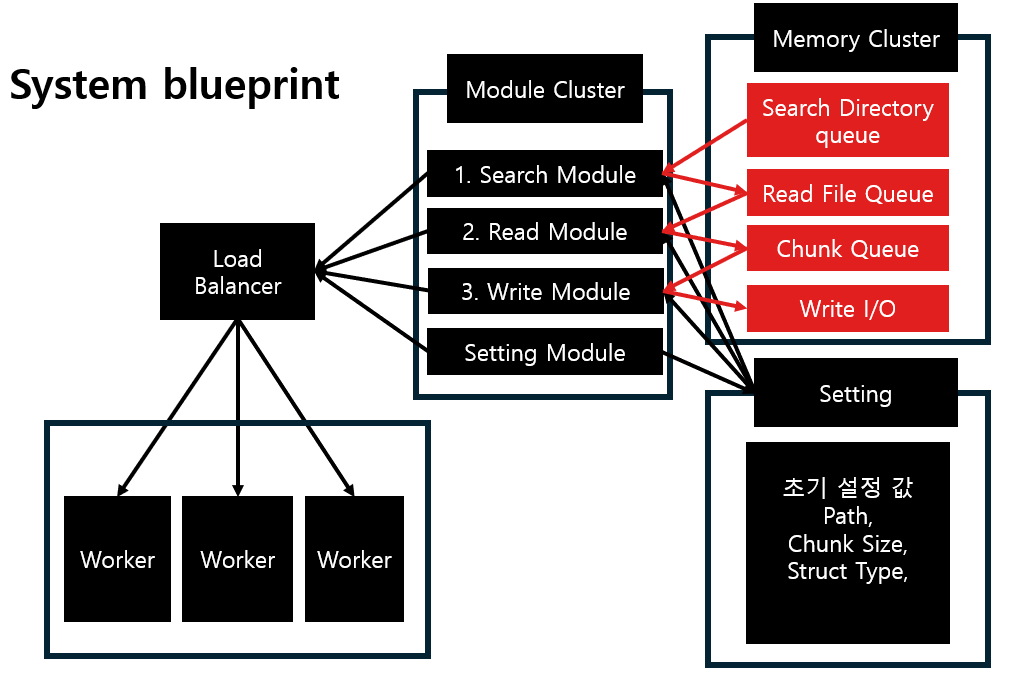 System blueprint
Module Cluster
1. Search Module
2. Read Module
3. Write Module
Setting Module
Memory Cluster
Search Directory
queue
Read File Queue
Chunk Queue
Write I/O
Load
Balancer
Worker
Worker
Worker
Setting
초기 설정 값
Path,
Chunk Size,
Struct Type,